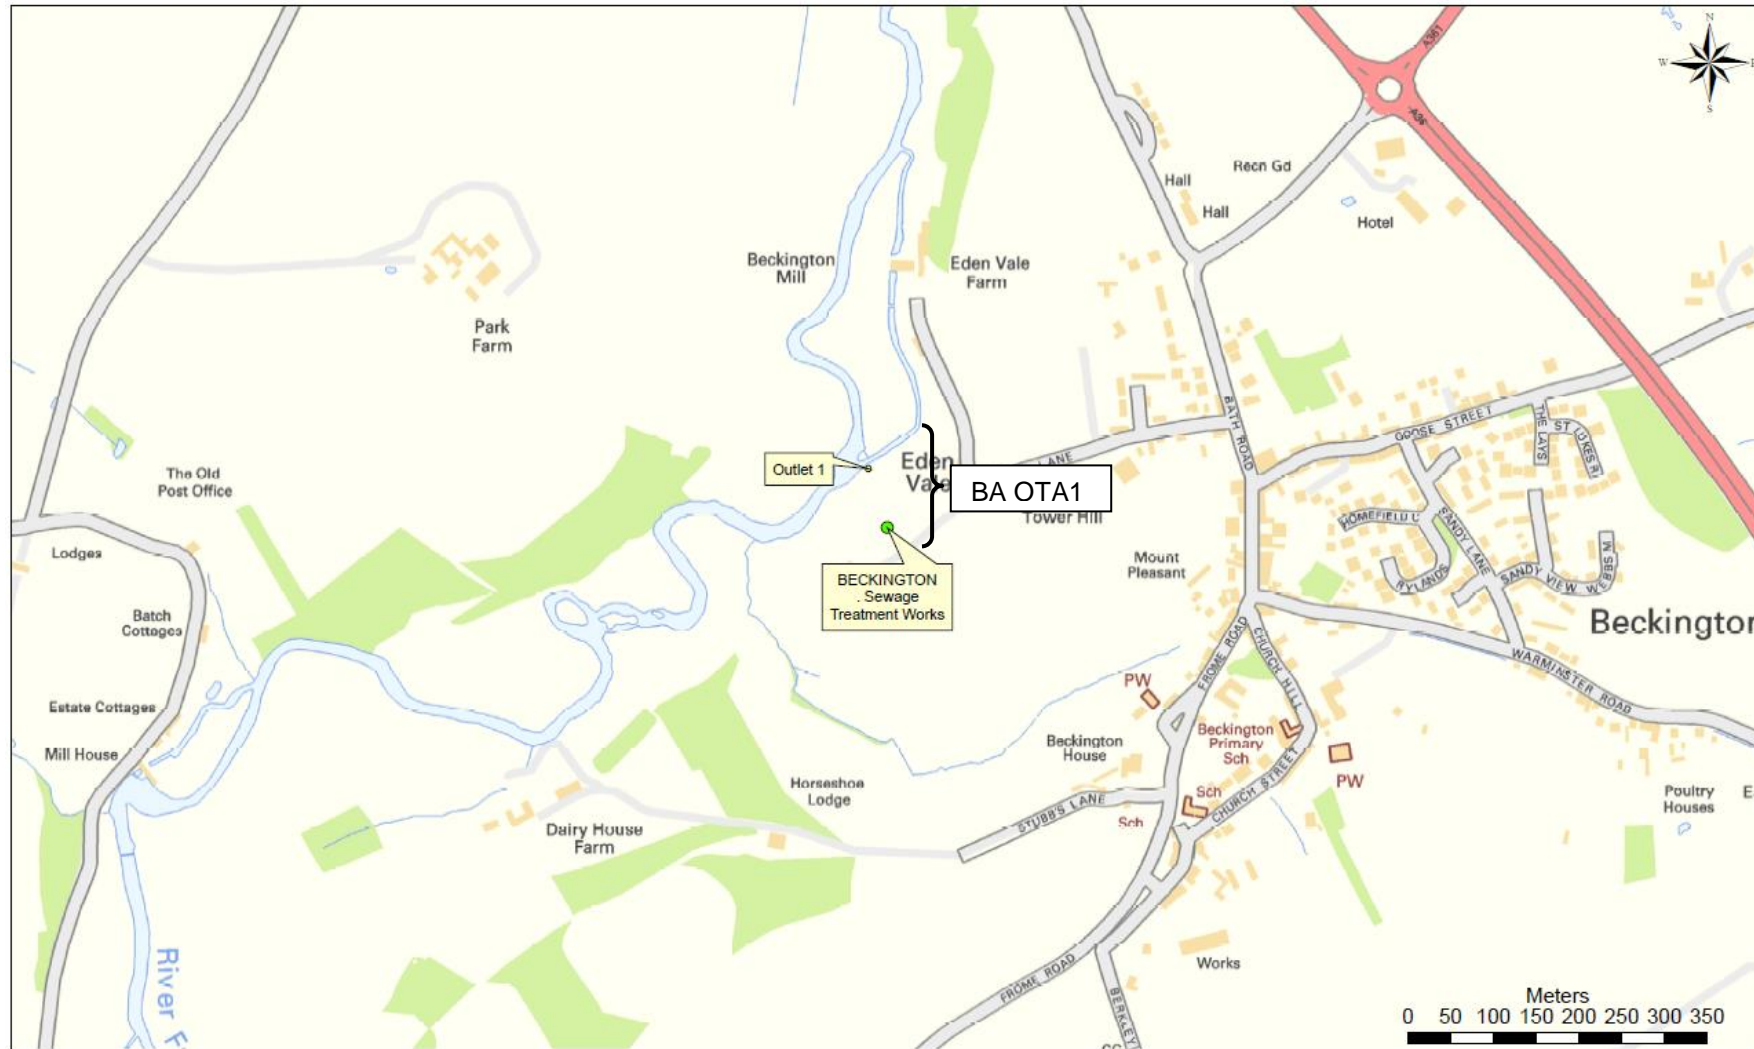 A361
N
W
E
S
A36
Recn Gd
Hall
Hall
Hotel
Beckington
Mill
Eden Vale
Farm
Park
Farm
BATH ROAD
GOOSE STREET
THE LAYS
ST LUKES R
The Old
Post Office
Outlet 1
Eden
Vale
LANE
BA OTA1
Tower Hill
HOMEFIELD
SANDY LANE
Lodges
Mount
Pleasant
RYLANDS
SANDY VIEW
WEBBS M
BECKINGTON
. Sewage
Treatment Works
Batch
Cottages
Beckington
FROME ROAD
CHURCH HILL
WARMINSTER ROAD
PW
Estate Cottages
Beckington
Primary
Sch
Beckington
House
Mill House
PW
Horseshoe
Lodge
Sch
CHURCH STREET
Poultry
Houses
E
STUBB'S LANE
Sch
Dairy House
Farm
River F
Works
FROME ROAD
BERKLEY
Meters
0 50 100 150 200 250 300 350